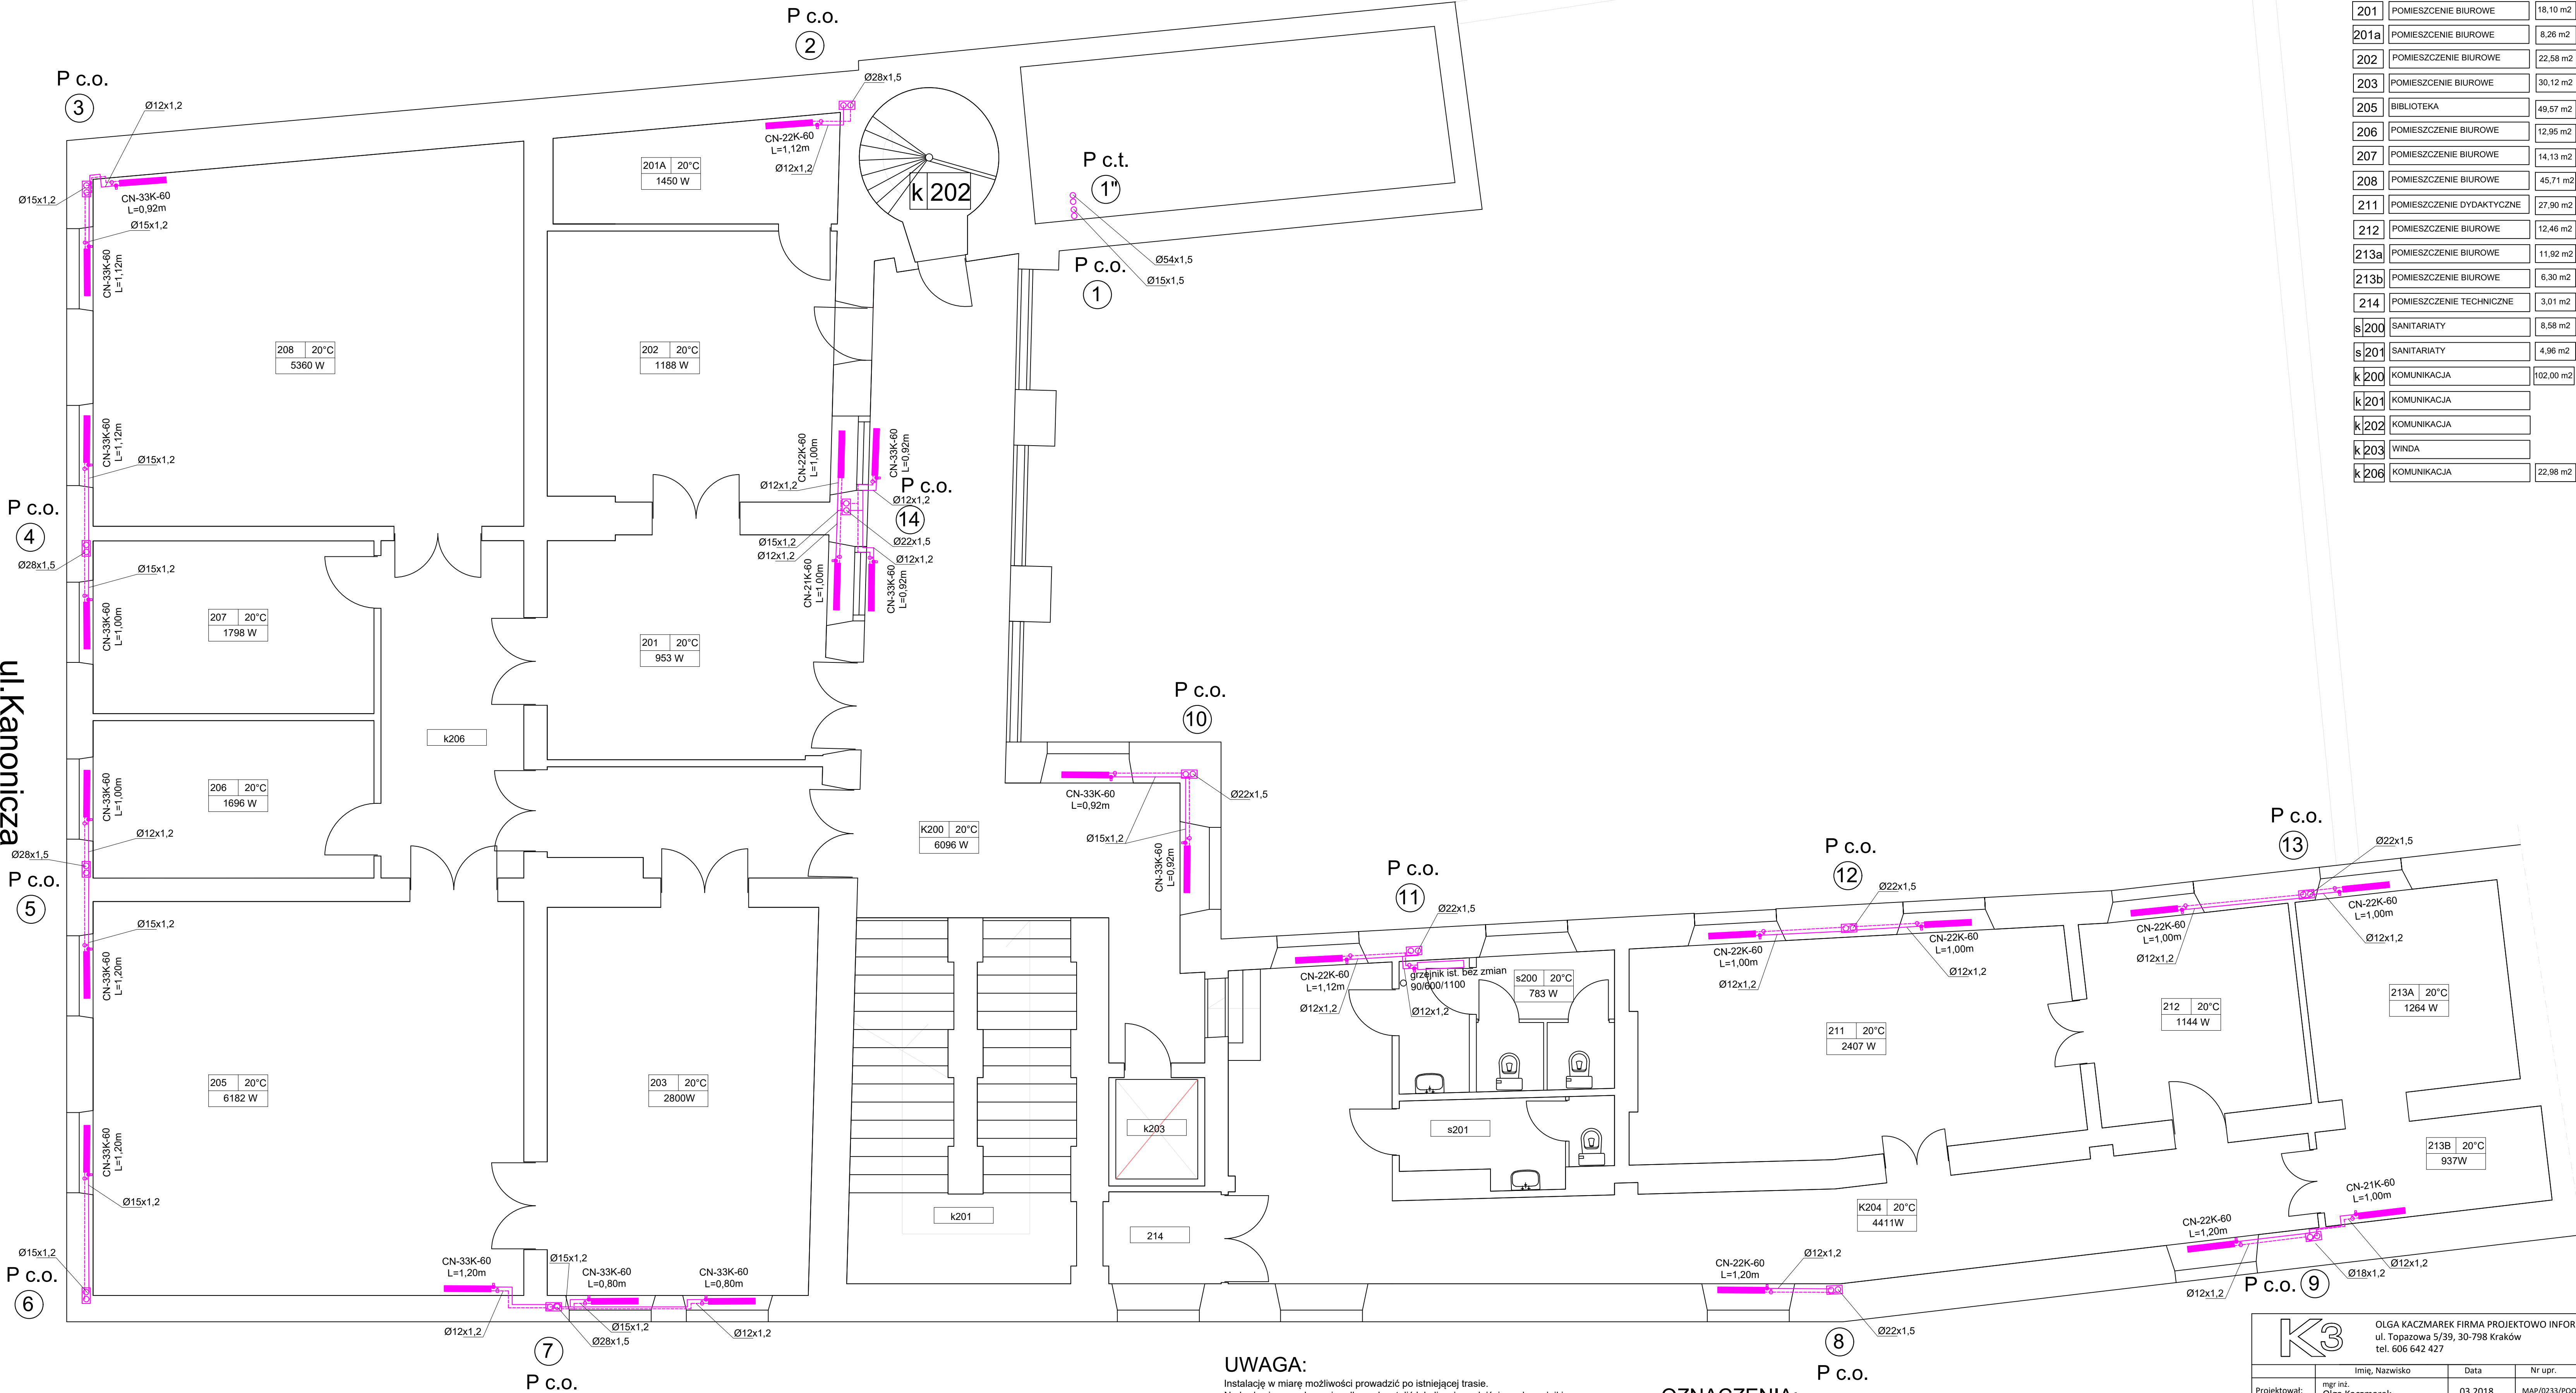 P c.o.
2
P c.o.
3
Ø12x1,2
Ø28x1,5
CN-22K-60
L=1,12m
Ø12x1,2
201A 20°C
1450 W
k 202
P c.t.
1"
Ø54x1,5
Ø15x1,5
P c.o.
1
Ø15x1,2
CN-33K-60
L=0,92m
Ø15x1,2
CN-33K-60
L=1,12m
208 20°C
5360 W
202 20°C
1188 W
CN-33K-60
L=1,12m
Ø15x1,2
CN-22K-60
L=1,00m
CN-33K-60
L=0,92m
Ø12x1,2
P c.o.
Ø12x1,2
14
P c.o.
4
Ø28x1,5
Ø15x1,2
Ø15x1,2
Ø12x1,2
Ø22x1,5
Ø12x1,2
CN-21K-60
L=1,00m
CN-33K-60
L=0,92m
CN-33K-60
L=1,00m
207 20°C
1798 W
201 20°C
953 W
ul.Kanonicza
k206
P c.o.
10
CN-33K-60
L=1,00m
206 20°C
1696 W
Ø12x1,2
Ø28x1,5
P c.o.
5
CN-33K-60
L=0,92m
Ø22x1,5
Ø15x1,2
K200 20°C
6096 W
CN-33K-60
L=0,92m
Ø15x1,2
CN-33K-60
L=1,20m
P c.o.
11
Ø22x1,5
CN-22K-60
L=1,12m
Ø12x1,2
grzejnik ist. bez zmian
90/600/1100
Ø12x1,2
s200 20°C
783 W
P c.o.
12
Ø22x1,5
CN-22K-60
L=1,00m
Ø12x1,2
CN-22K-60
L=1,00m
Ø12x1,2
P c.o.
13
Ø22x1,5
CN-22K-60
L=1,00m
Ø12x1,2
CN-22K-60
L=1,00m
Ø12x1,2
211 20°C
2407 W
212 20°C
1144 W
213A 20°C
1264 W
205 20°C
6182 W
203 20°C
2800W
CN-33K-60
L=1,20m
Ø15x1,2
k203
s201
213B 20°C
937W
k201
214
K204 20°C
4411W
CN-21K-60
L=1,00m
CN-22K-60
L=1,20m
Ø12x1,2
Ø18x1,2
Ø12x1,2
P c.o. 9
Ø15x1,2
P c.o.
6
CN-33K-60
L=1,20m
Ø12x1,2
Ø15x1,2
CN-33K-60
L=0,80m
CN-33K-60
L=0,80m
Ø15x1,2
Ø28x1,5
Ø12x1,2
7
P c.o.
CN-22K-60
L=1,20m
Ø12x1,2
Ø22x1,5
8
P c.o.
UWAGA:
Instalację w miarę możliwości prowadzić po istniejącej trasie.
OZNACZENIA:
201 POMIESZCENIE BIUROWE 18,10 m2
201a POMIESZCENIE BIUROWE 8,26 m2
202 POMIESZCZENIE BIUROWE 22,58 m2
203 POMIESZCENIE BIUROWE 30,12 m2
205 BIBLIOTEKA 49,57 m2
206 POMIESZCZENIE BIUROWE 12,95 m2
207 POMIESZCZENIE BIUROWE 14,13 m2
208 POMIESZCZENIE BIUROWE 45,71 m2
211 POMIESZCZENIE DYDAKTYCZNE 27,90 m2
212 POMIESZCZENIE BIUROWE 12,46 m2
213a POMIESZCZENIE BIUROWE 11,92 m2
213b POMIESZCZENIE BIUROWE 6,30 m2
214 POMIESZCZENIE TECHNICZNE 3,01 m2
s 200 SANITARIATY 8,58 m2
s 201 SANITARIATY 4,96 m2
k 200 KOMUNIKACJA 102,00 m2
k 201 KOMUNIKACJA
k 202 KOMUNIKACJA
k 203 WINDA
k 206 KOMUNIKACJA 22,98 m2
K3
OLGA KACZMAREK FIRMA PROJEKTOWO INFOR
ul. Topazowa 5/39, 30-798 Kraków
tel. 606 642 427
Imię, Nazwisko Data Nr upr.
Projektował: mgr inż. 03.2018